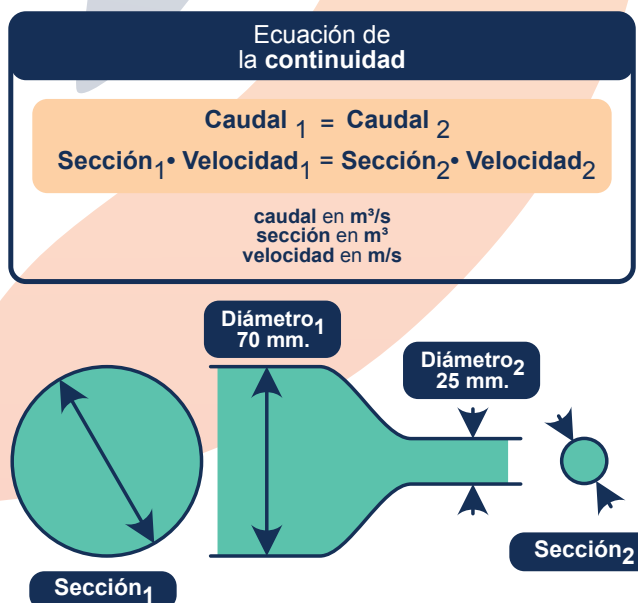 Ecuación de
la continuidad
Caudal 1 = Caudal 2
Sección1• Velocidad1 = Sección2• Velocidad2
caudal en m³/s
sección en m³
velocidad en m/s
Diámetro1
70 mm.
Diámetro2
25 mm.
Sección2
Sección1